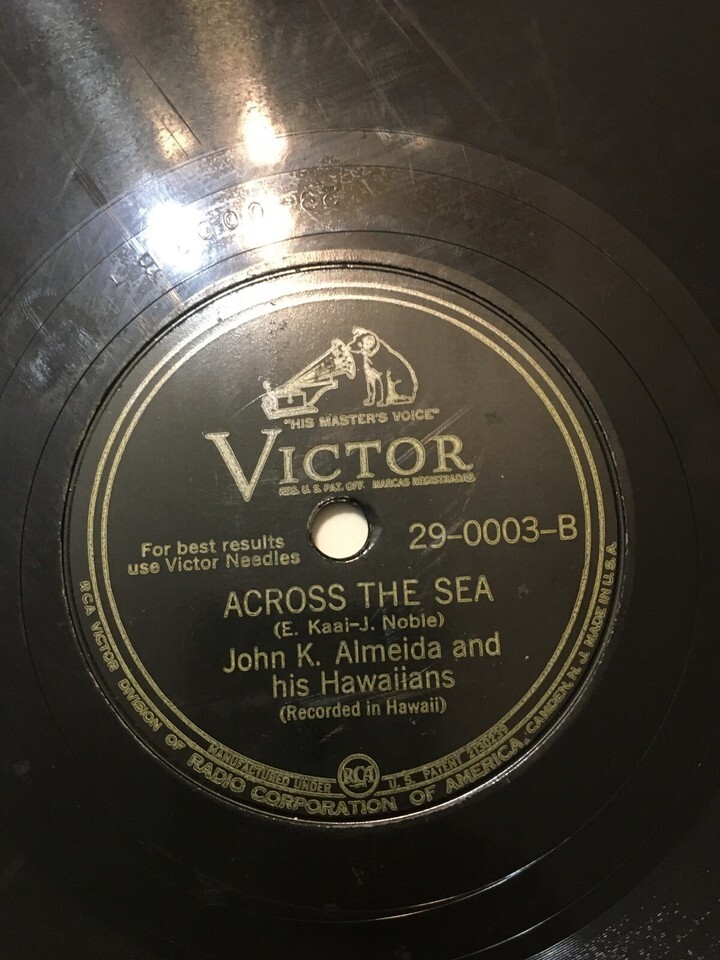 "HIS MASTER'S VOICE"
VICTOR
REG. U. S. PAT. OFF. MARCAS REGISTRADAS
For best results
use Victor Needles
29-0003-B
ACROSS THE SEA
(E. Kaai-J. Noble)
John K. Almeida and
his Hawaiians
(Recorded in Hawaii)
MANUFACTURED UNDER RCA U. S. PATENT
RCA VICTOR DIVISION OF RADIO CORPORATION OF AMERICA, CAMDEN, N. J. MADE IN U.S.A.